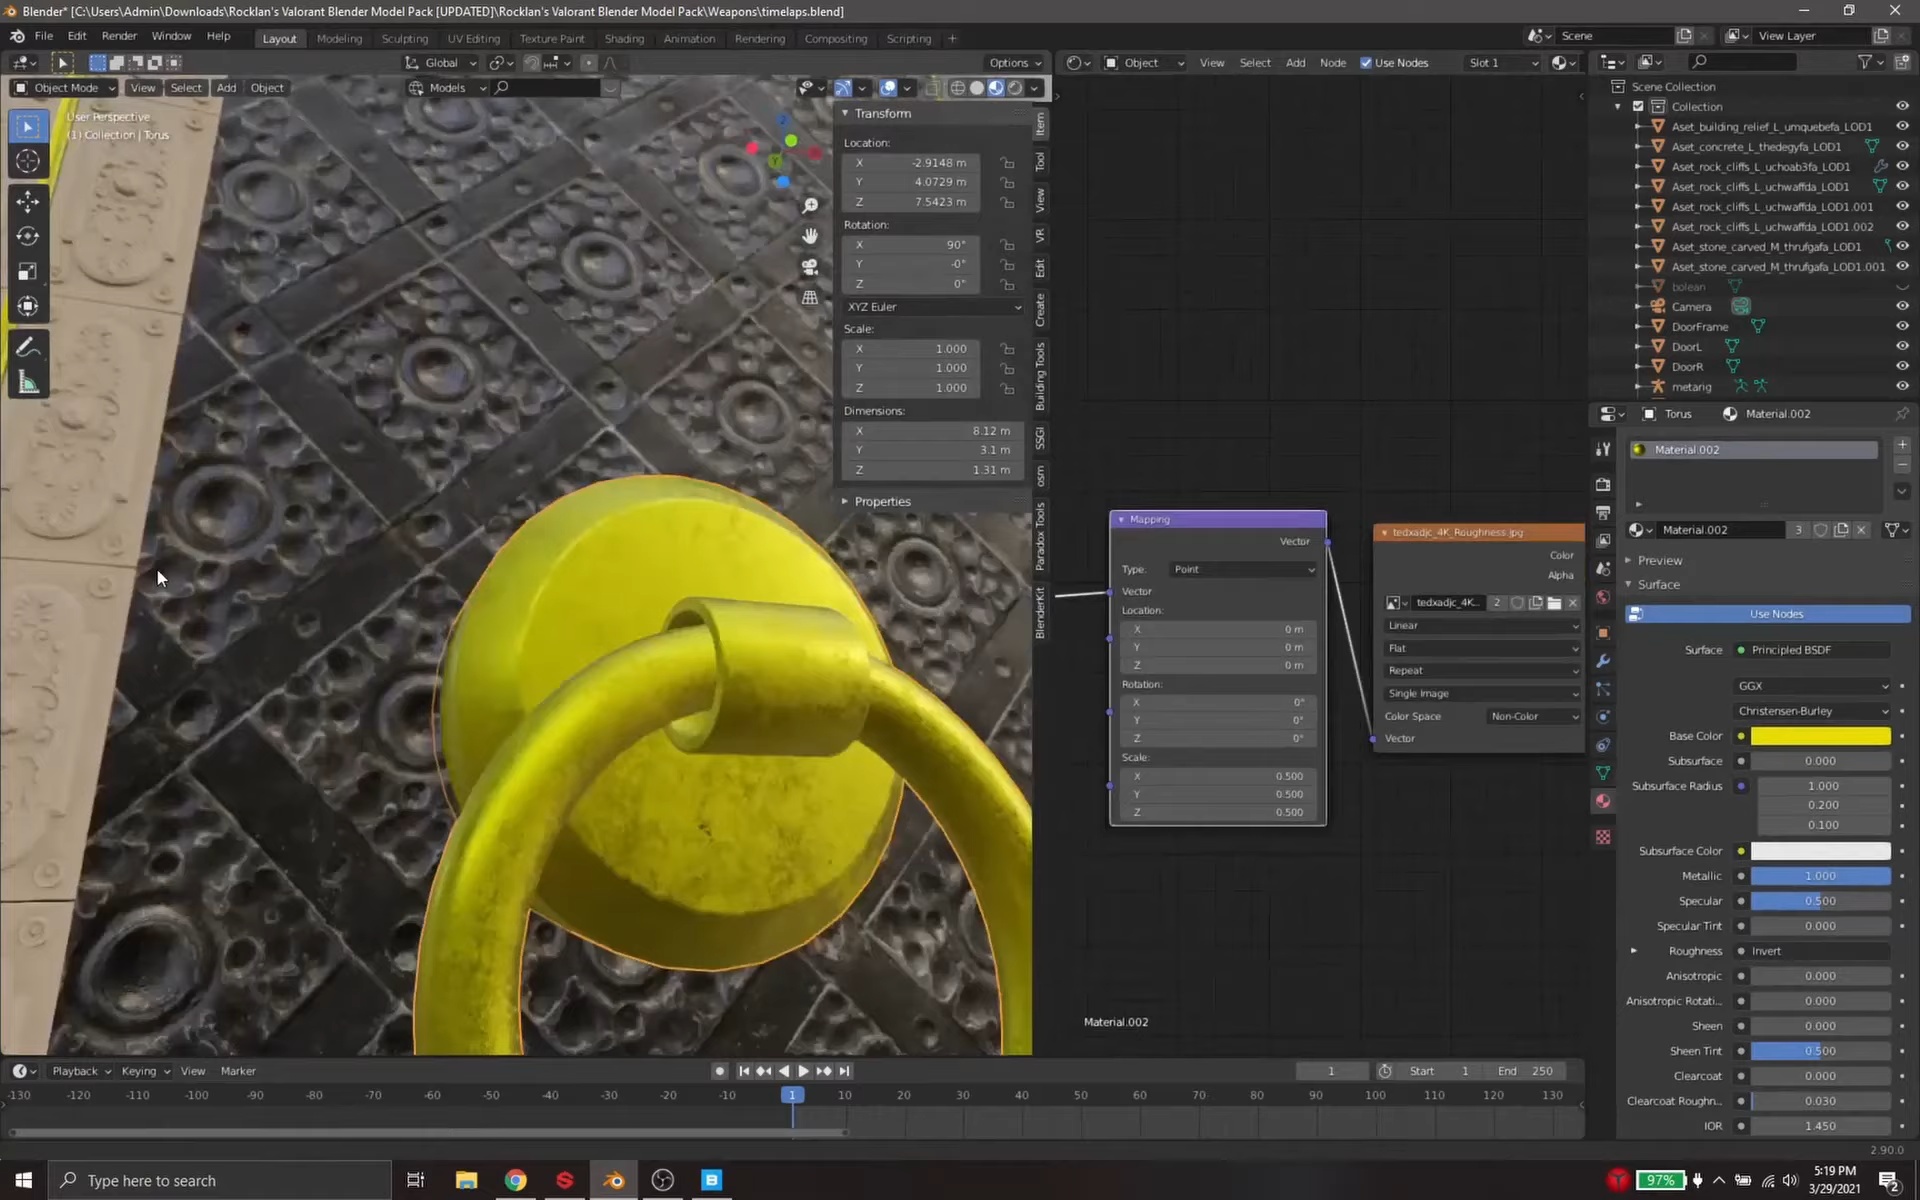 Blender* [C:\Users\Admin\Downloads\Rocklan's Valorant Blender Model Pack [UPDATED]\Rocklan's Valorant Blender Model Pack\Weapons\timelaps.blend]
File Edit Render Window Help Layout Modeling Sculpting UV Editing Texture Paint Shading Animation Rendering Compositing Scripting + Scene View Layer
Global Options Object View Select Add Node Use Nodes Slot 1
Object Mode View Select Add Object Models
User Perspective
(1) Collection | Torus
Transform
Location:
X -2.9148 m
Y 4.0729 m
Z 7.5423 m
Rotation:
X 90°
Y -0°
Z 0°
XYZ Euler
Scale:
X 1.000
Y 1.000
Z 1.000
Dimensions:
X 8.12 m
Y 3.1 m
Z 1.31 m
Properties
Item
Tool
View
VR
Edit
Create
Building Tools
SSGI
osm
Paradox Tools
BlenderKit
Mapping
Vector
Type: Point
Vector
Location:
X 0 m
Y 0 m
Z 0 m
Rotation:
X 0°
Y 0°
Z 0°
Scale:
X 0.500
Y 0.500
Z 0.500
tedxadjc_4K_Roughness.jpg
Color
Alpha
tedxadjc_4K... 2
Linear
Flat
Repeat
Single Image
Color Space Non-Color
Vector
Material.002
Scene Collection
Collection
Aset_building_relief_L_umquebefa_LOD1
Aset_concrete_L_thedegyfa_LOD1
Aset_rock_cliffs_L_uchoab3fa_LOD1
Aset_rock_cliffs_L_uchwaffda_LOD1
Aset_rock_cliffs_L_uchwaffda_LOD1.001
Aset_rock_cliffs_L_uchwaffda_LOD1.002
Aset_stone_carved_M_thrufgafa_LOD1
Aset_stone_carved_M_thrufgafa_LOD1.001
bolean
Camera
DoorFrame
DoorL
DoorR
metarig
Torus Material.002
Material.002
Material.002 3
Preview
Surface
Use Nodes
Surface Principled BSDF
GGX
Christensen-Burley
Base Color
Subsurface 0.000
Subsurface Radius 1.000
0.200
0.100
Subsurface Color
Metallic 1.000
Specular 0.500
Specular Tint 0.000
Roughness Invert
Anisotropic 0.000
Anisotropic Rotati... 0.000
Sheen 0.000
Sheen Tint 0.500
Clearcoat 0.000
Clearcoat Roughn... 0.030
IOR 1.450
Playback Keying View Marker 1 Start 1 End 250
-130 -120 -110 -100 -90 -80 -70 -60 -50 -40 -30 -20 -10 1 10 20 30 40 50 60 70 80 90 100 110 120 130
2.90.0
Type here to search
97%
5:19 PM
3/29/2021
2